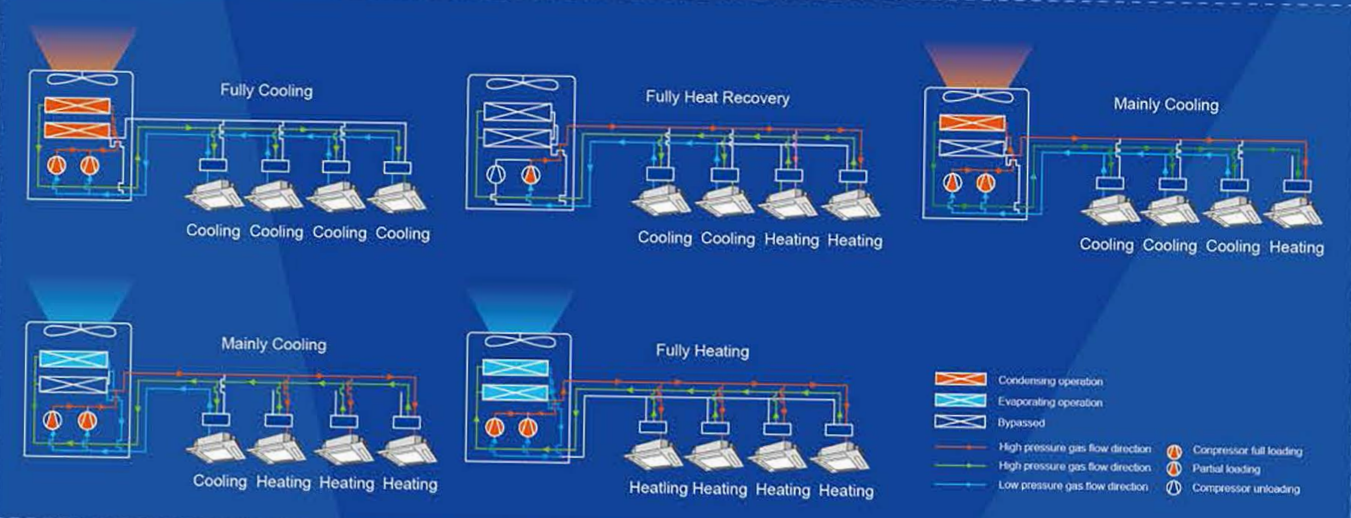 Fully Cooling
Cooling Cooling Cooling Cooling
Fully Heat Recovery
Cooling Cooling Heating Heating
Mainly Cooling
Cooling Cooling Cooling Heating
Mainly Cooling
Cooling Heating Heating Heating
Fully Heating
Heatling Heating Heating Heating
Condensing operation
Evaporating operation
Bypassed
High pressure gas flow direction
Conpressor full loading
High pressure gas flow direction
Partial loading
Low pressure gas flow direction
Compressor unloading